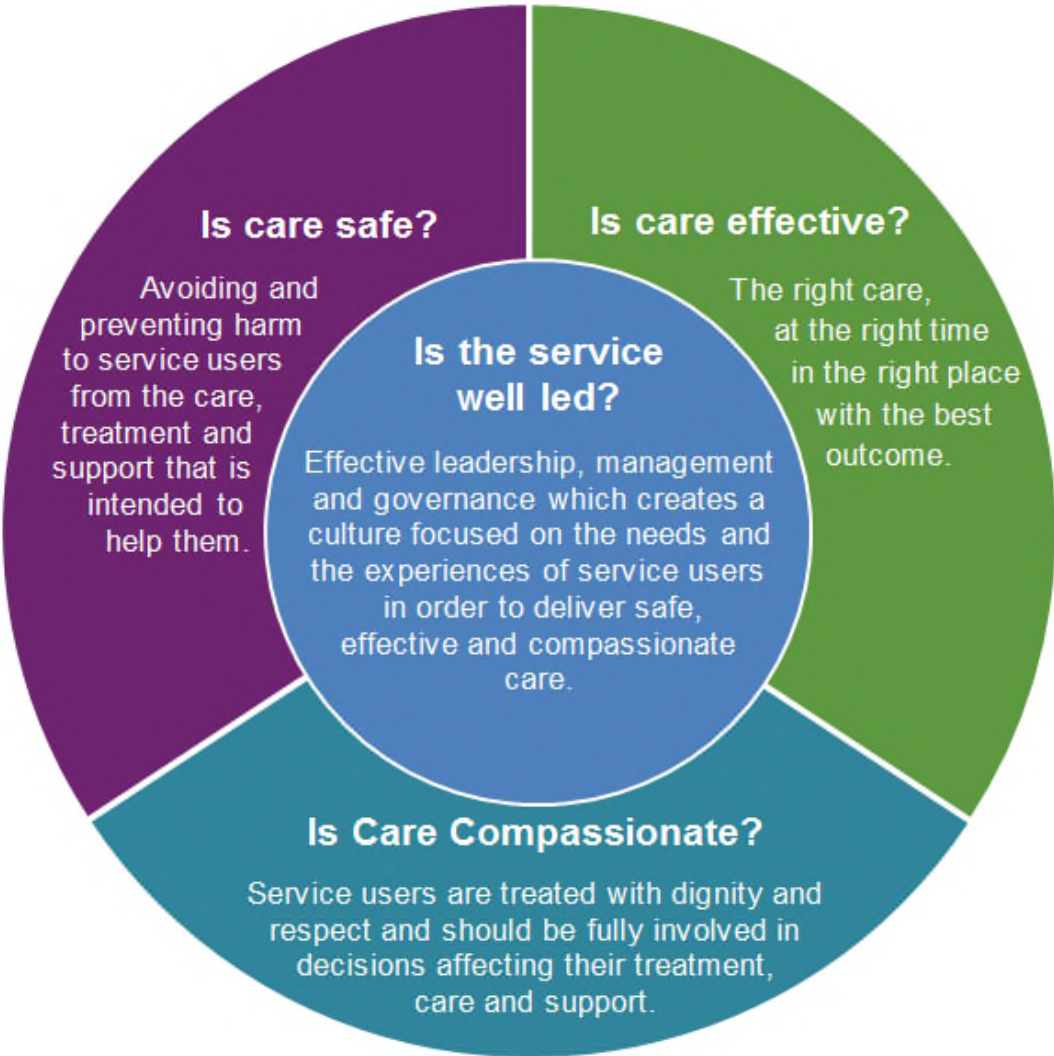 Is care safe?
Avoiding and
preventing harm
to service users
from the care,
treatment and
support that is
intended to
help them.
Is care effective?
The right care,
at the right time
in the right place
with the best
outcome.
Is the service
well led?
Effective leadership, management
and governance which creates a
culture focused on the needs and
the experiences of service users
in order to deliver safe,
effective and compassionate
care.
Is Care Compassionate?
Service users are treated with dignity and
respect and should be fully involved in
decisions affecting their treatment,
care and support.